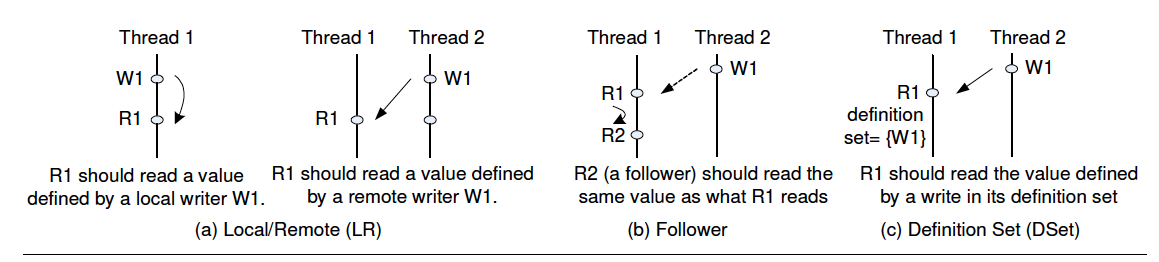 Thread 1
W1
R1
R1 should read a value
defined by a local writer W1.
Thread 1 Thread 2
W1
R1
R1 should read a value defined
by a remote writer W1.
(a) Local/Remote (LR)
Thread 1 Thread 2
W1
R1
R2
R2 (a follower) should read the
same value as what R1 reads
(b) Follower
Thread 1 Thread 2
W1
R1
definition
set= {W1}
R1 should read the value defined
by a write in its definition set
(c) Definition Set (DSet)